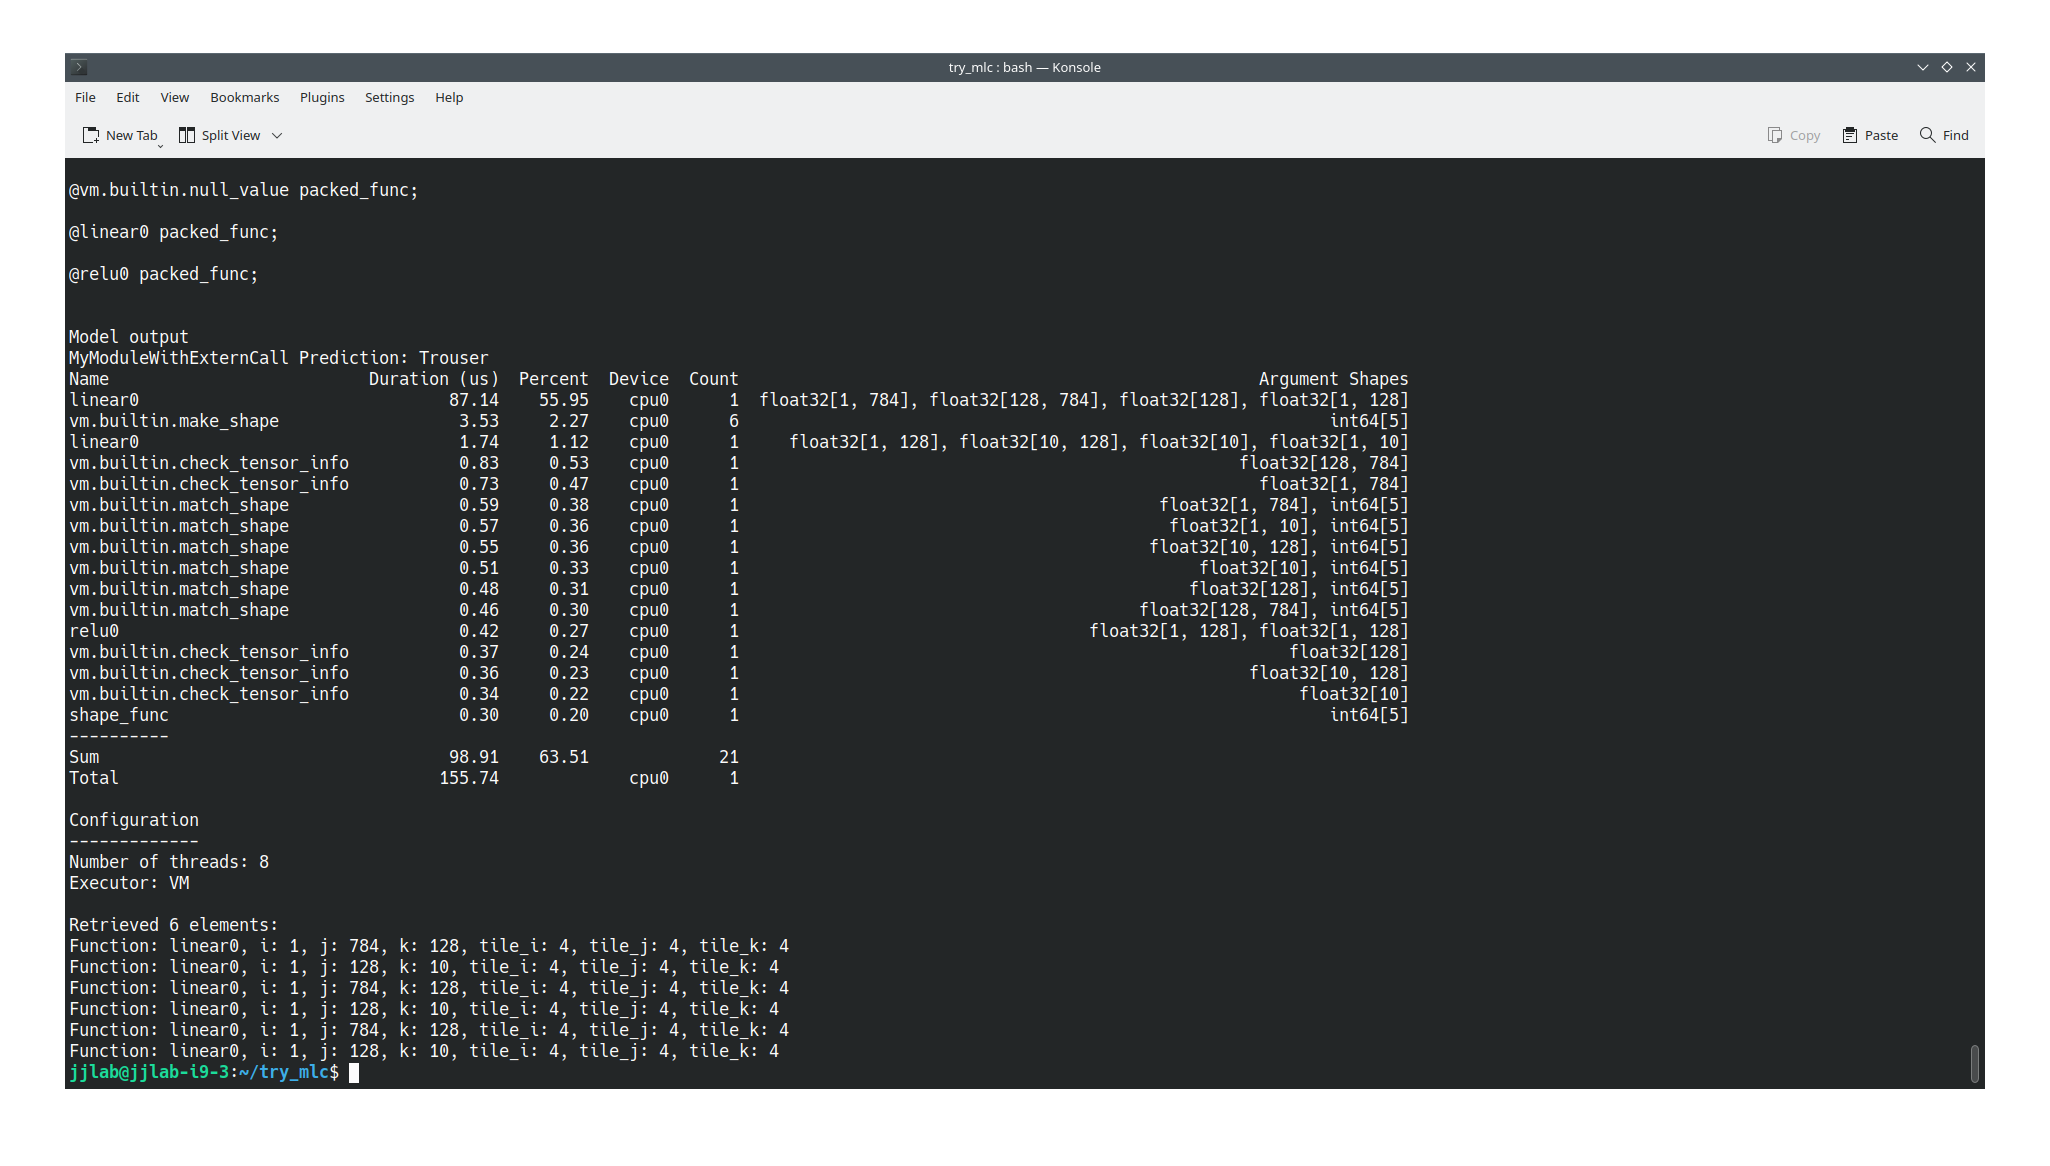 try_mlc : bash — Konsole
File Edit View Bookmarks Plugins Settings Help
New Tab Split View Copy Paste Find
@vm.builtin.null_value packed_func;
@linear0 packed_func;
@relu0 packed_func;
Model output
MyModuleWithExternCall Prediction: Trouser
Name Duration (us) Percent Device Count Argument Shapes
linear0 87.14 55.95 cpu0 1 float32[1, 784], float32[128, 784], float32[128], float32[1, 128]
vm.builtin.make_shape 3.53 2.27 cpu0 6 int64[5]
linear0 1.74 1.12 cpu0 1 float32[1, 128], float32[10, 128], float32[10], float32[1, 10]
vm.builtin.check_tensor_info 0.83 0.53 cpu0 1 float32[128, 784]
vm.builtin.check_tensor_info 0.73 0.47 cpu0 1 float32[1, 784]
vm.builtin.match_shape 0.59 0.38 cpu0 1 float32[1, 784], int64[5]
vm.builtin.match_shape 0.57 0.36 cpu0 1 float32[1, 10], int64[5]
vm.builtin.match_shape 0.55 0.36 cpu0 1 float32[10, 128], int64[5]
vm.builtin.match_shape 0.51 0.33 cpu0 1 float32[10], int64[5]
vm.builtin.match_shape 0.48 0.31 cpu0 1 float32[128], int64[5]
vm.builtin.match_shape 0.46 0.30 cpu0 1 float32[128, 784], int64[5]
relu0 0.42 0.27 cpu0 1 float32[1, 128], float32[1, 128]
vm.builtin.check_tensor_info 0.37 0.24 cpu0 1 float32[128]
vm.builtin.check_tensor_info 0.36 0.23 cpu0 1 float32[10, 128]
vm.builtin.check_tensor_info 0.34 0.22 cpu0 1 float32[10]
shape_func 0.30 0.20 cpu0 1 int64[5]
----------
Sum 98.91 63.51 21
Total 155.74 cpu0 1
Configuration
-------------
Number of threads: 8
Executor: VM
Retrieved 6 elements:
Function: linear0, i: 1, j: 784, k: 128, tile_i: 4, tile_j: 4, tile_k: 4
Function: linear0, i: 1, j: 128, k: 10, tile_i: 4, tile_j: 4, tile_k: 4
Function: linear0, i: 1, j: 784, k: 128, tile_i: 4, tile_j: 4, tile_k: 4
Function: linear0, i: 1, j: 128, k: 10, tile_i: 4, tile_j: 4, tile_k: 4
Function: linear0, i: 1, j: 784, k: 128, tile_i: 4, tile_j: 4, tile_k: 4
Function: linear0, i: 1, j: 128, k: 10, tile_i: 4, tile_j: 4, tile_k: 4
jjlab@jjlab-i9-3:~/try_mlc$